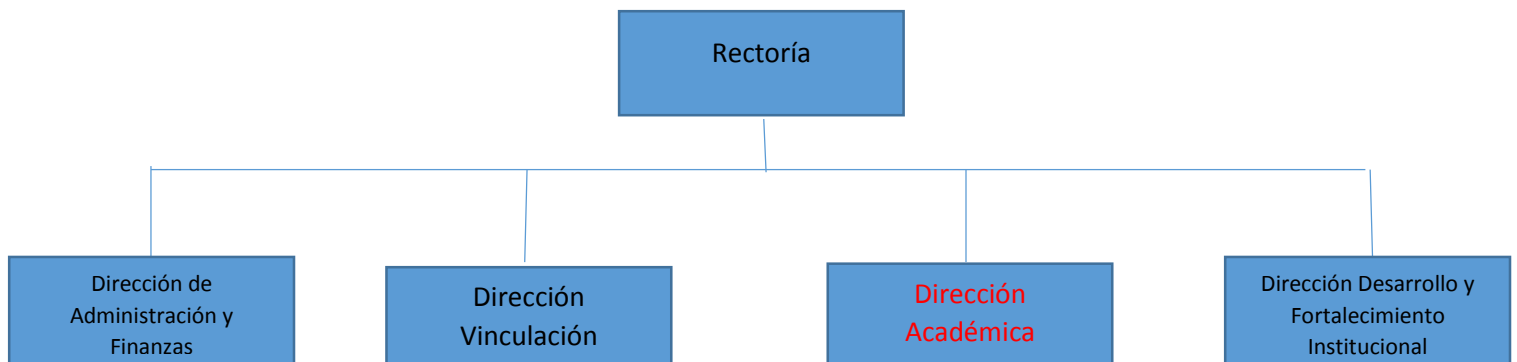 Rectoría
Dirección de
Administración y
Finanzas
Dirección
Vinculación
Dirección
Académica
Dirección Desarrollo y
Fortalecimiento
Institucional